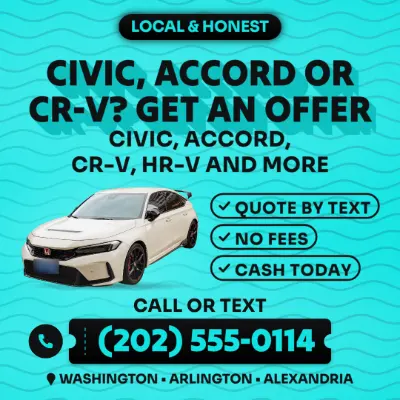 LOCAL & HONEST
CIVIC, ACCORD OR
CR-V? GET AN OFFER
CIVIC, ACCORD,
CR-V, HR-V AND MORE
QUOTE BY TEXT
NO FEES
CASH TODAY
CALL OR TEXT
(202) 555-0114
WASHINGTON • ARLINGTON • ALEXANDRIA